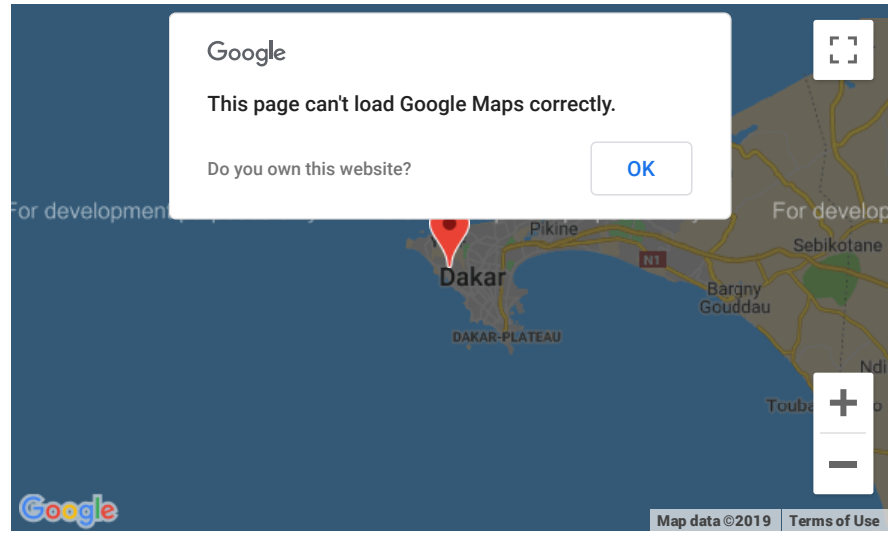 Google
This page can't load Google Maps correctly.
Do you own this website?
OK
For development
For develop
Pikine
Sebikotane
N1
Dakar
Bargny
Gouddau
DAKAR-PLATEAU
Ndi
Touba
Google
Map data ©2019
Terms of Use